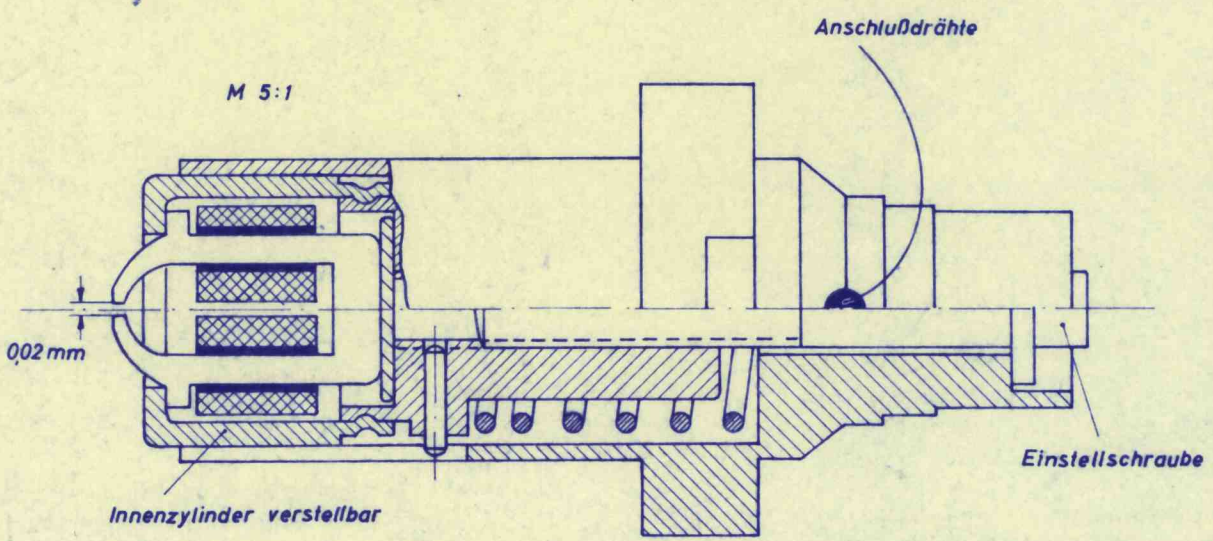 Anschlußdrähte
M 5:1
0,02 mm
Einstellschraube
Innenzylinder verstellbar